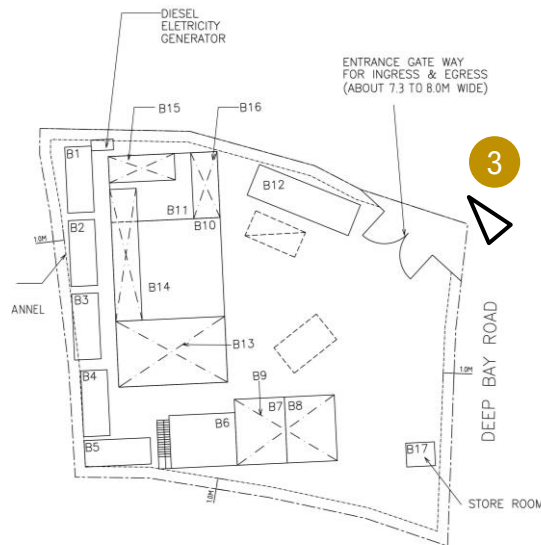 DIESEL
ELETRICITY
GENERATOR
ENTRANCE GATE WAY
FOR INGRESS & EGRESS
(ABOUT 7.3 TO 8.0M WIDE)
B15
B16
3
B1
B12
B11
B10
B2
1.0M
ANNEL
B14
B3
DEEP BAY ROAD
B13
B9
1.0M
B4
B7
B8
B6
B5
B17
1.0M
STORE ROOM